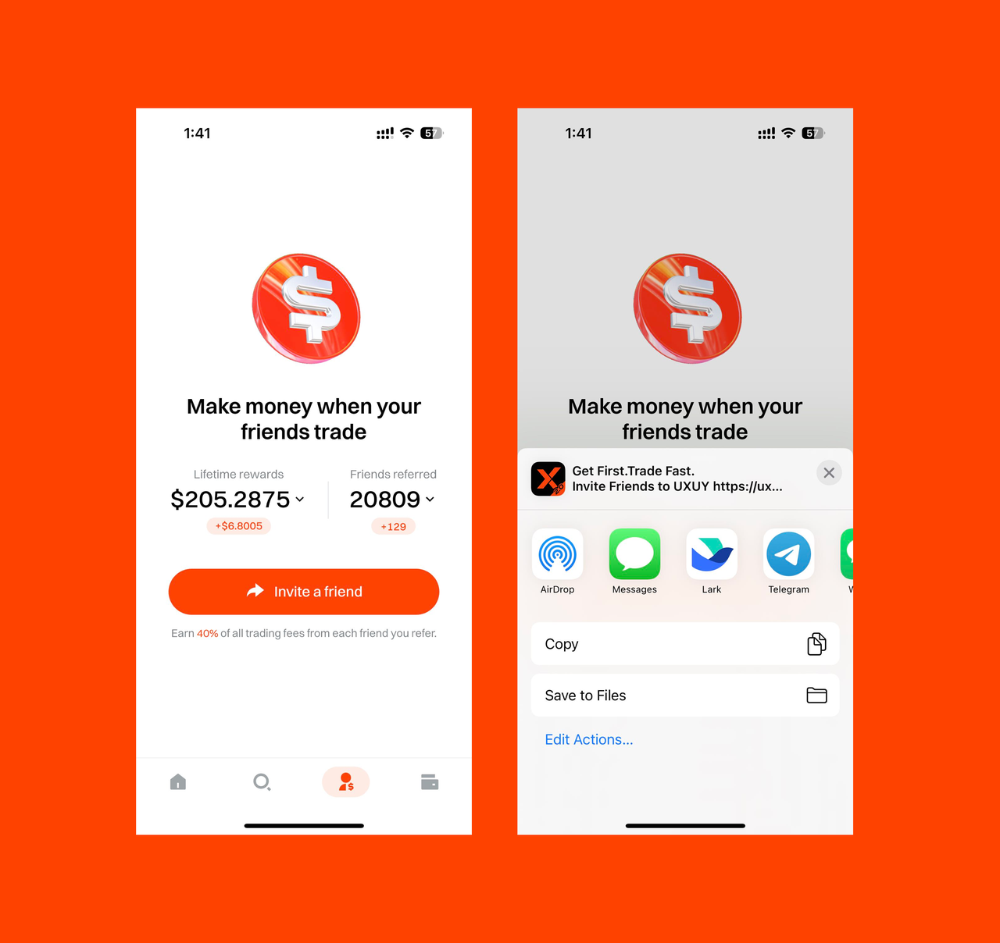 1:41
57
Make money when your
friends trade
Lifetime rewards
Friends referred
$205.2875
20809
+$6.8005
+129
Invite a friend
Earn 40% of all trading fees from each friend you refer.
1:41
57
Make money when your
friends trade
Get First.Trade Fast.
Invite Friends to UXUY https://ux...
AirDrop
Messages
Lark
Telegram
Copy
Save to Files
Edit Actions...